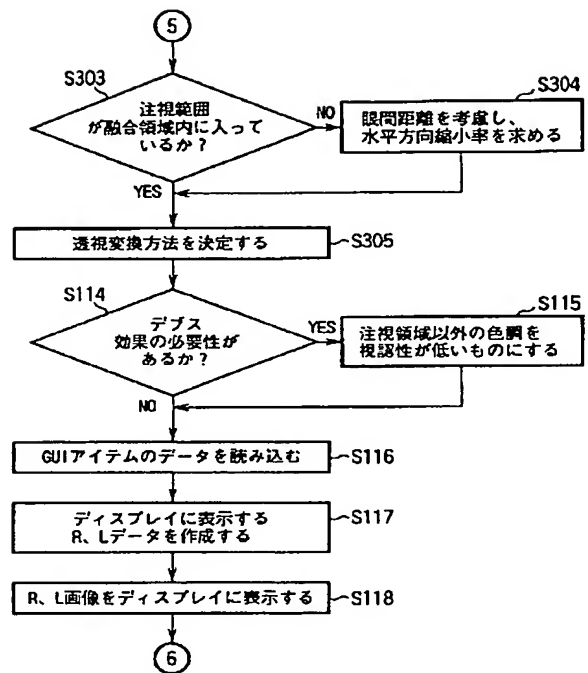 5
S303
注視範囲
が融合領域内に入って
いるか?
NO
S304
眼間距離を考慮し、
水平方向縮小率を求める
YES
透視変換方法を決定する
S305
S114
デプス
効果の必要性が
あるか?
YES
S115
注視領域以外の色調を
視認性が低いものにする
NO
GUIアイテムのデータを読み込む
S116
ディスプレイに表示する
R、Lデータを作成する
S117
R、L画像をディスプレイに表示する
S118
6